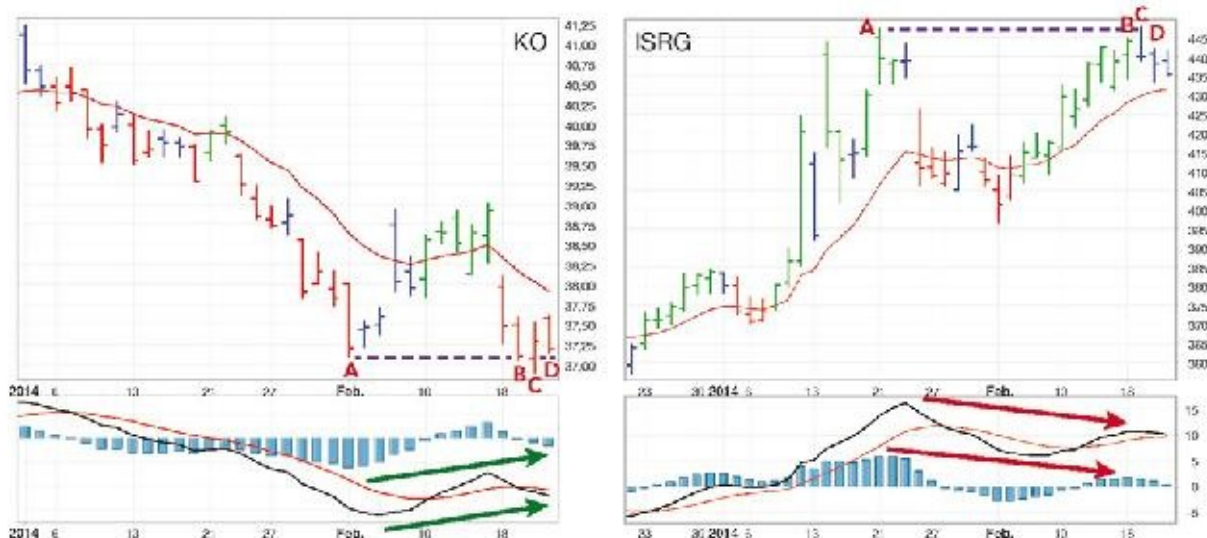 KO
41,25
41,00
40,75
40,50
40,25
40,00
39,75
39,50
39,25
39,00
38,75
38,50
38,25
38,00
37,75
37,50
37,25
37,00
A
B
C
D
2014 6 13 21 27 Feb. 10 18
2014 6 13 21 27 Feb. 10 18
ISRG
A
B
C
D
445
440
435
430
425
420
415
410
405
400
395
390
385
380
375
370
365
360
23 30 2014 6 13 21 27 Feb. 10 18
15
10
5
0
-5
23 30 2014 6 13 21 27 Feb. 10 18